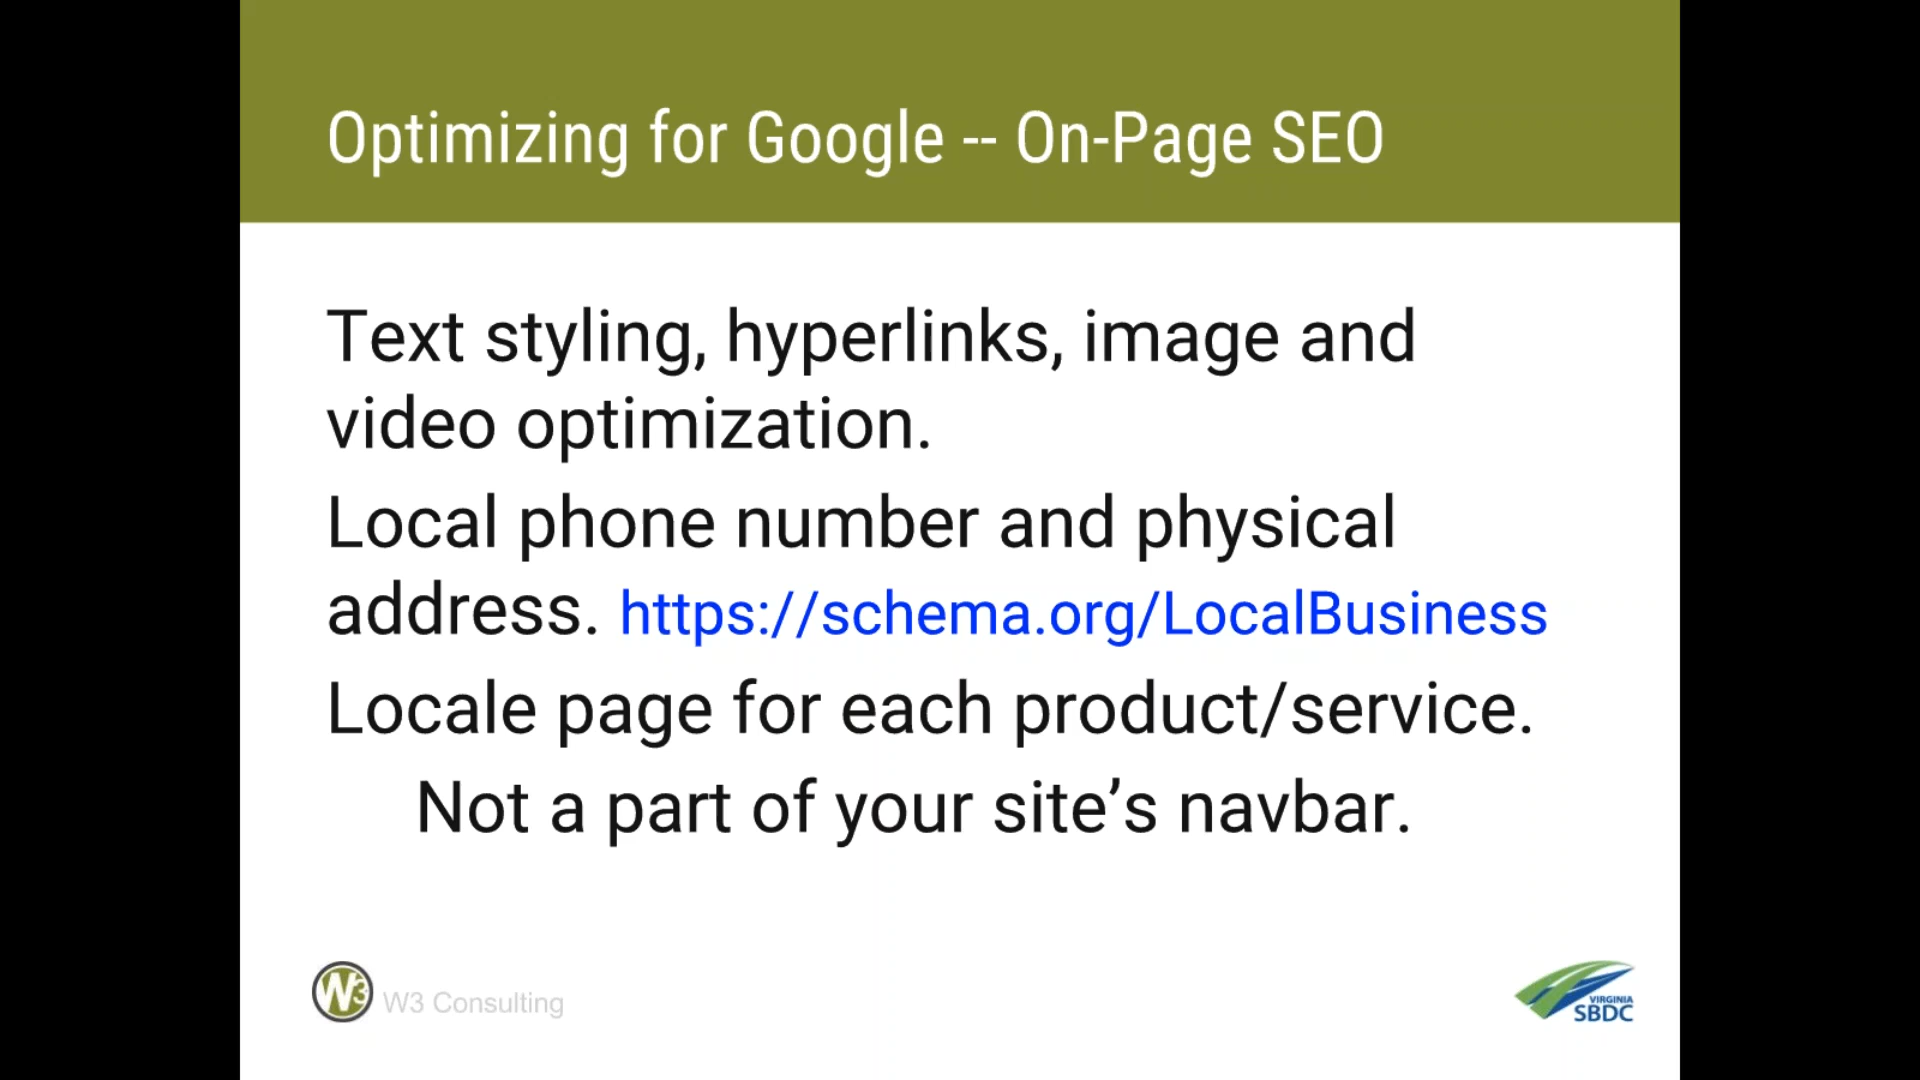 Optimizing for Google -- On-Page SEO
Text styling, hyperlinks, image and
video optimization.
Local phone number and physical
address. https://schema.org/LocalBusiness
Locale page for each product/service.
Not a part of your site’s navbar.
W3 W3 Consulting
VIRGINIA
SBDC